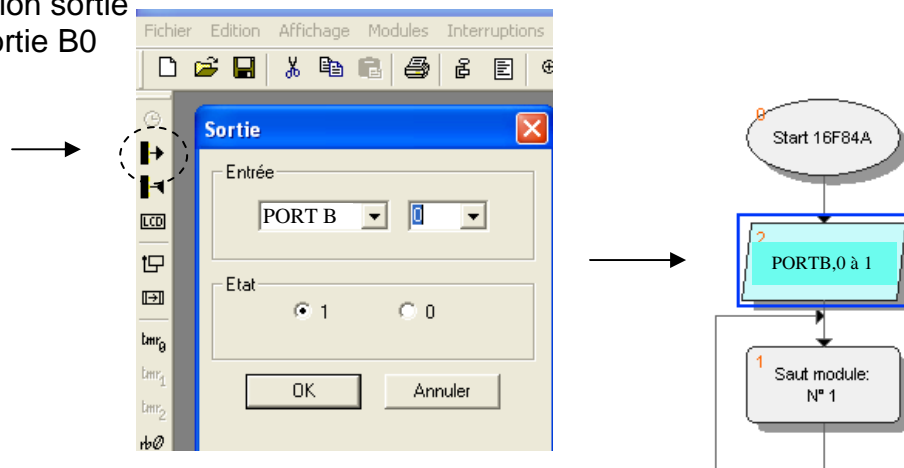 ion sortie
ortie B0
Fichier Edition Affichage Modules Interruptions
Sortie
Entrée
PORT B 0
Etat
1 0
OK Annuler
LCD
tmr0
tmr1
tmr2
rb0
0
Start 16F84A
2
PORTB,0 à 1
1
Saut module:
N° 1